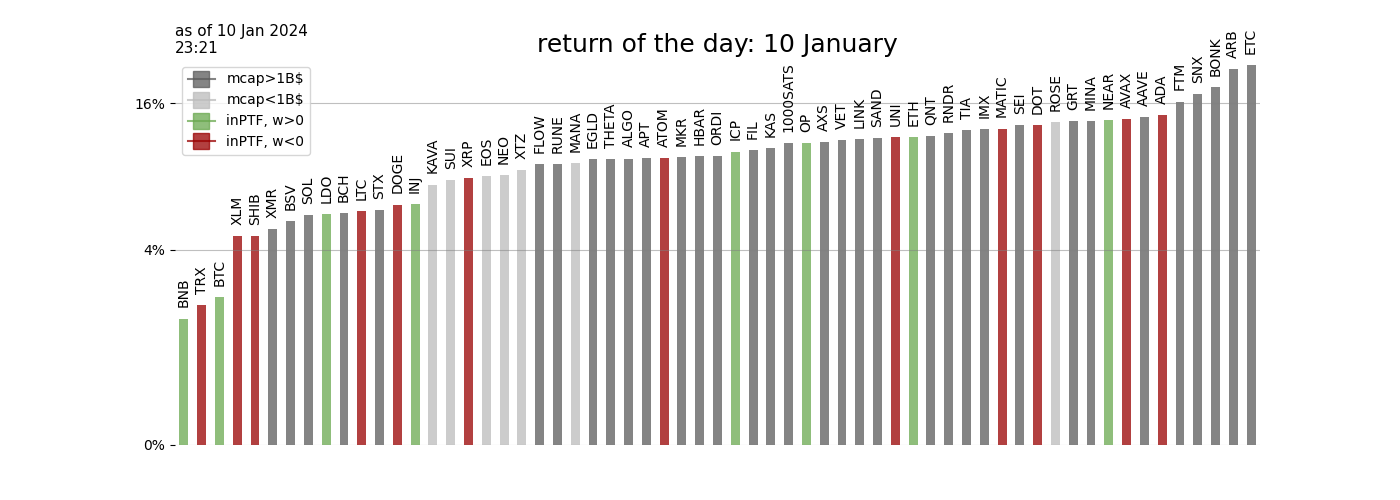 as of 10 Jan 2024
23:21
return of the day: 10 January
mcap>1B$
mcap<1B$
inPTF, w>0
inPTF, w<0
16%
4%
0%
BNB
TRX
BTC
XLM
SHIB
XMR
BSV
SOL
LDO
BCH
LTC
STX
DOGE
INJ
KAVA
SUI
XRP
EOS
NEO
XTZ
FLOW
RUNE
MANA
EGLD
THETA
ALGO
APT
ATOM
MKR
HBAR
ORDI
ICP
FIL
KAS
1000SATS
OP
AXS
VET
LINK
SAND
UNI
ETH
QNT
RNDR
TIA
IMX
MATIC
SEI
DOT
ROSE
GRT
MINA
NEAR
AVAX
AAVE
ADA
FTM
SNX
BONK
ARB
ETC